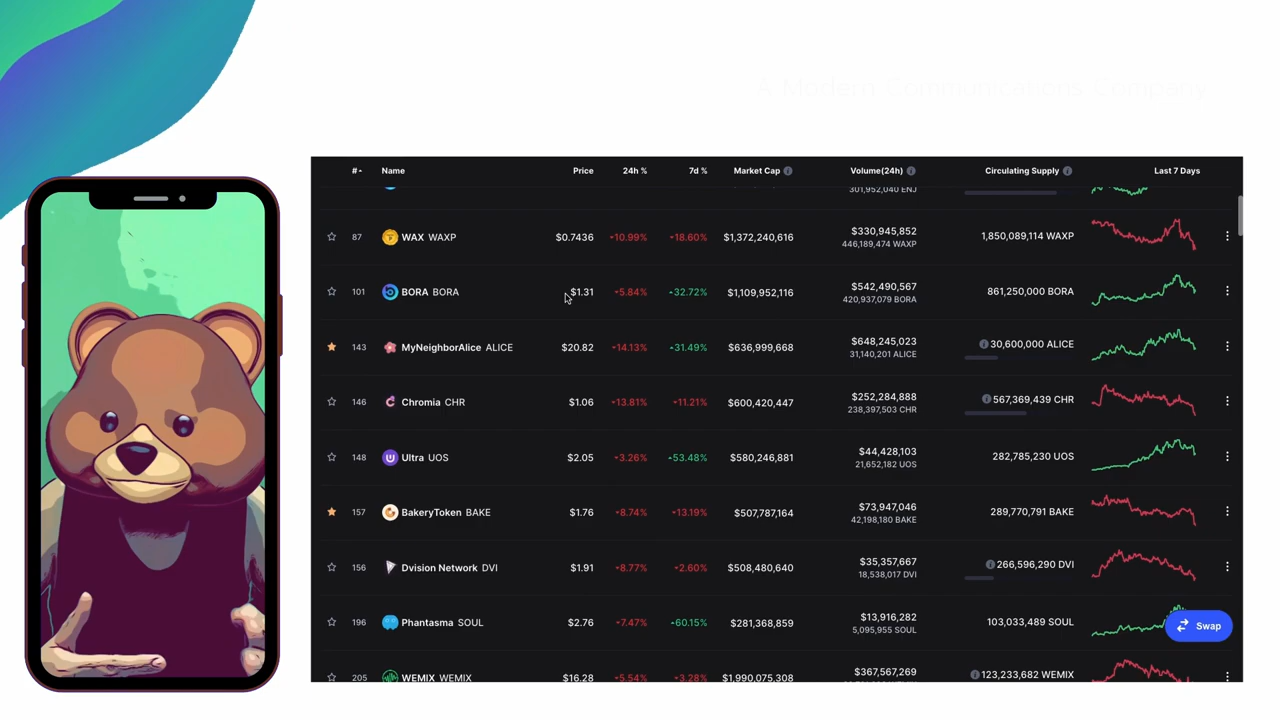 A Modern Communications Company
# Name Price 24h % 7d % Market Cap Volume(24h) Circulating Supply Last 7 Days
301,952,040 ENJ
87 WAX WAXP $0.7436 10.99% 18.60% $1,372,240,616 $330,945,852 1,850,089,114 WAXP
446,189,474 WAXP
101 BORA BORA $1.31 5.84% 32.72% $1,109,952,116 $542,490,567 861,250,000 BORA
420,937,079 BORA
143 MyNeighborAlice ALICE $20.82 14.13% 31.49% $636,999,668 $648,245,023 30,600,000 ALICE
31,140,201 ALICE
146 Chromia CHR $1.06 13.81% 11.21% $600,420,447 $252,284,888 567,369,439 CHR
238,397,503 CHR
148 Ultra UOS $2.05 3.26% 53.48% $580,246,881 $44,428,103 282,785,230 UOS
21,652,182 UOS
157 BakeryToken BAKE $1.76 8.74% 13.19% $507,787,164 $73,947,046 289,770,791 BAKE
42,198,180 BAKE
156 Dvision Network DVI $1.91 8.77% 2.60% $508,480,640 $35,357,667 266,596,290 DVI
18,538,017 DVI
196 Phantasma SOUL $2.76 7.47% 60.15% $281,368,859 $13,916,282 103,033,489 SOUL
5,095,955 SOUL
Swap
205 WEMIX WEMIX $16.28 5.54% 3.28% $1,990,075,308 $367,567,269 123,233,682 WEMIX